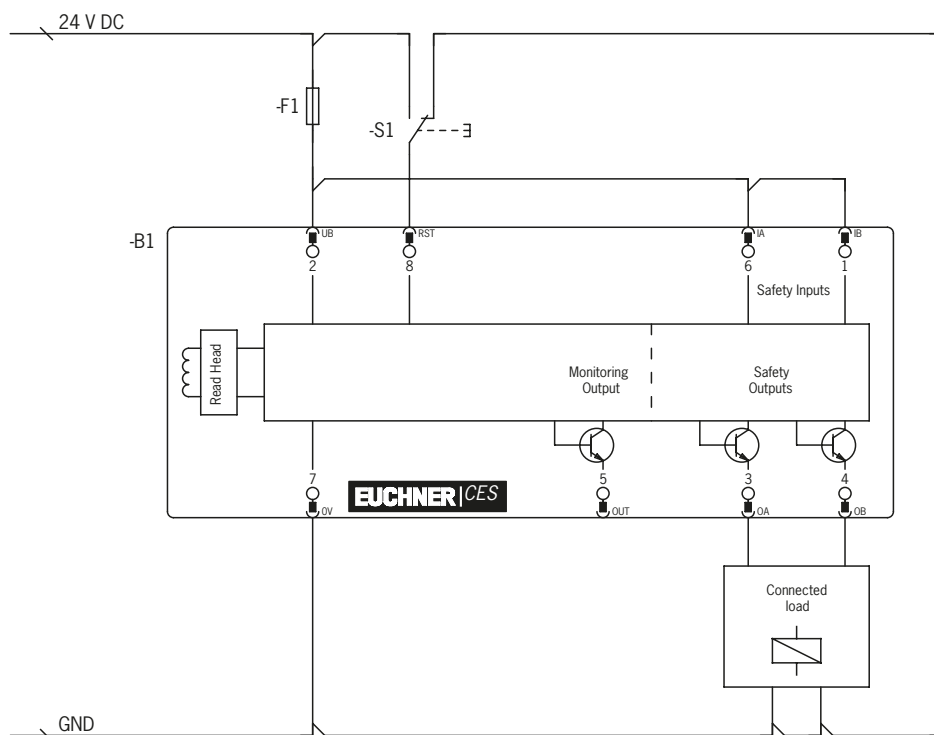 24 V DC
-F1
-S1
-B1
UB
RST
IA
IB
2
8
6
1
Safety Inputs
Read Head
Monitoring
Output
Safety
Outputs
7
5
3
4
EUCHNER|CES
0V
OUT
OA
OB
Connected
load
GND